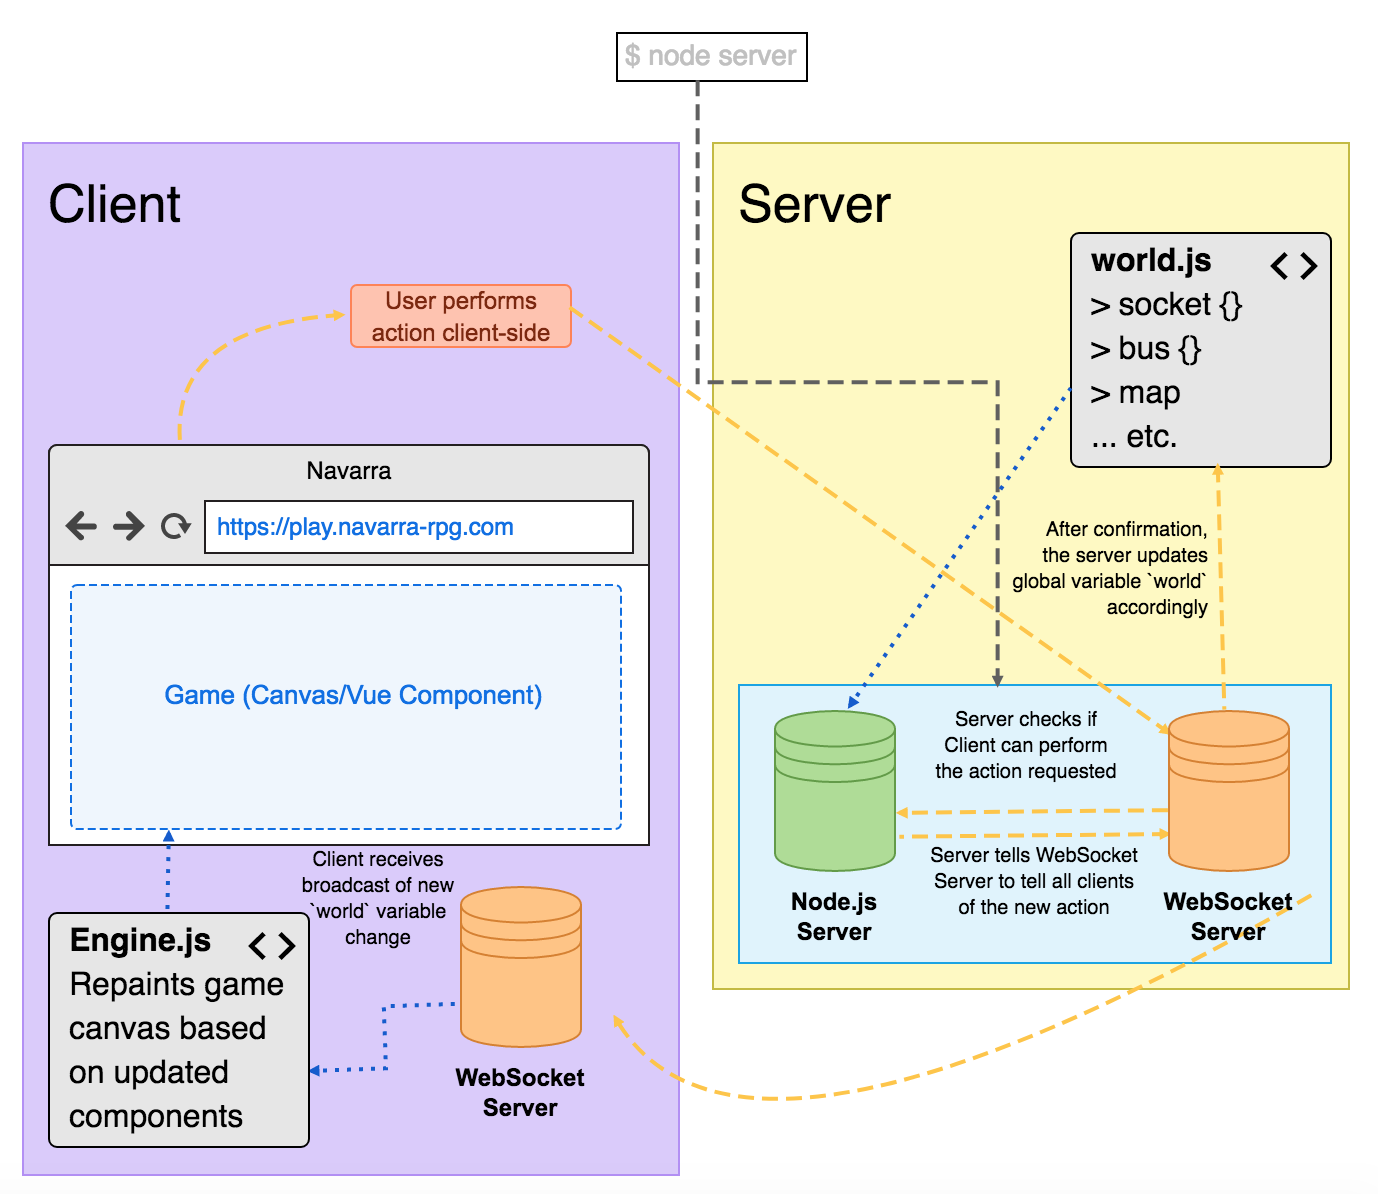 $ node server
Client
User performs
action client-side
Navarra
https://play.navarra-rpg.com
Game (Canvas/Vue Component)
Client receives
broadcast of new
`world` variable
change
Engine.js
Repaints game
canvas based
on updated
components
WebSocket
Server
Server
world.js
> socket {}
> bus {}
> map
... etc.
After confirmation,
the server updates
global variable `world`
accordingly
Server checks if
Client can perform
the action requested
Server tells WebSocket
Server to tell all clients
of the new action
Node.js
Server
WebSocket
Server